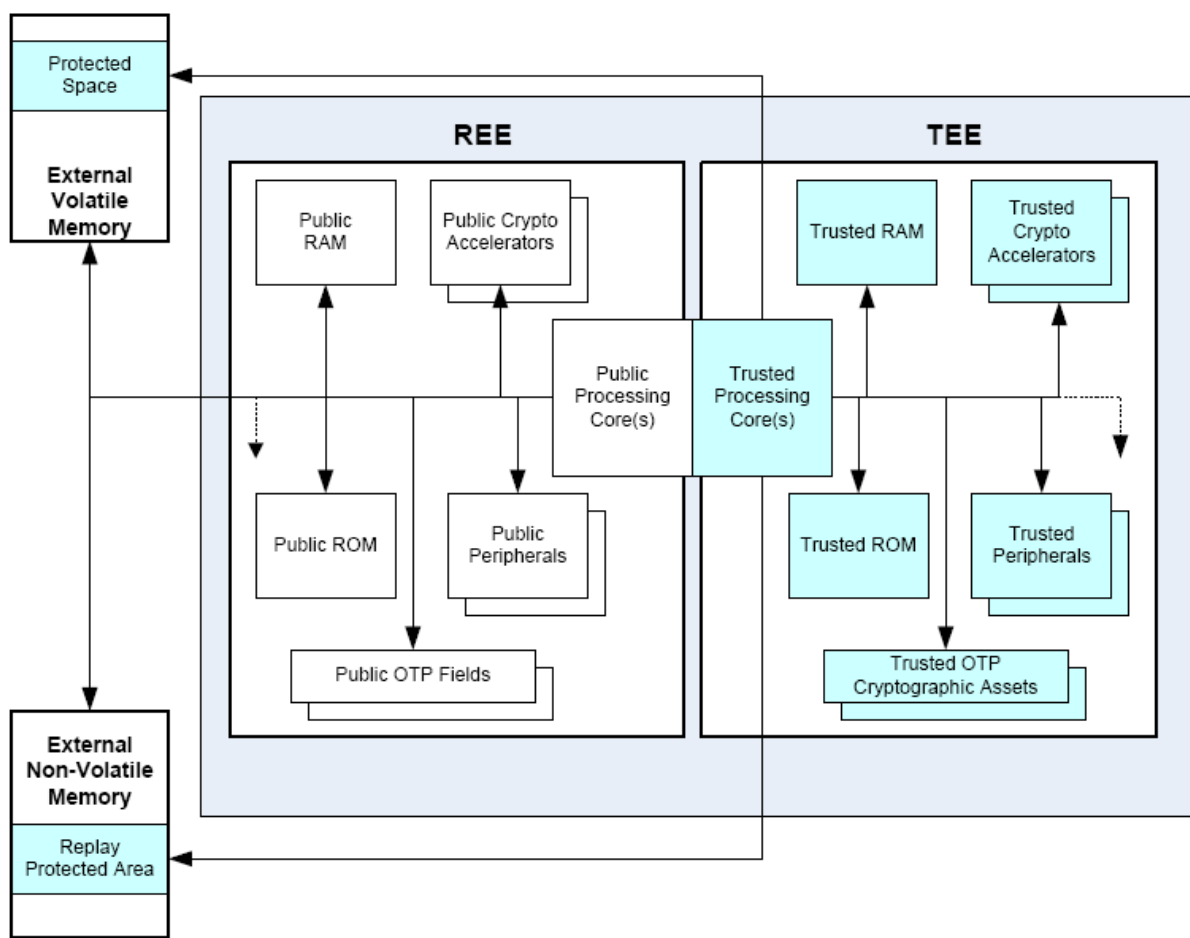 Protected
Space
External
Volatile
Memory
REE
TEE
Public
RAM
Public Crypto
Accelerators
Trusted RAM
Trusted
Crypto
Accelerators
Public
Processing
Core(s)
Trusted
Processing
Core(s)
Public ROM
Public
Peripherals
Trusted ROM
Trusted
Peripherals
Public OTP Fields
Trusted OTP
Cryptographic Assets
External
Non-Volatile
Memory
Replay
Protected Area